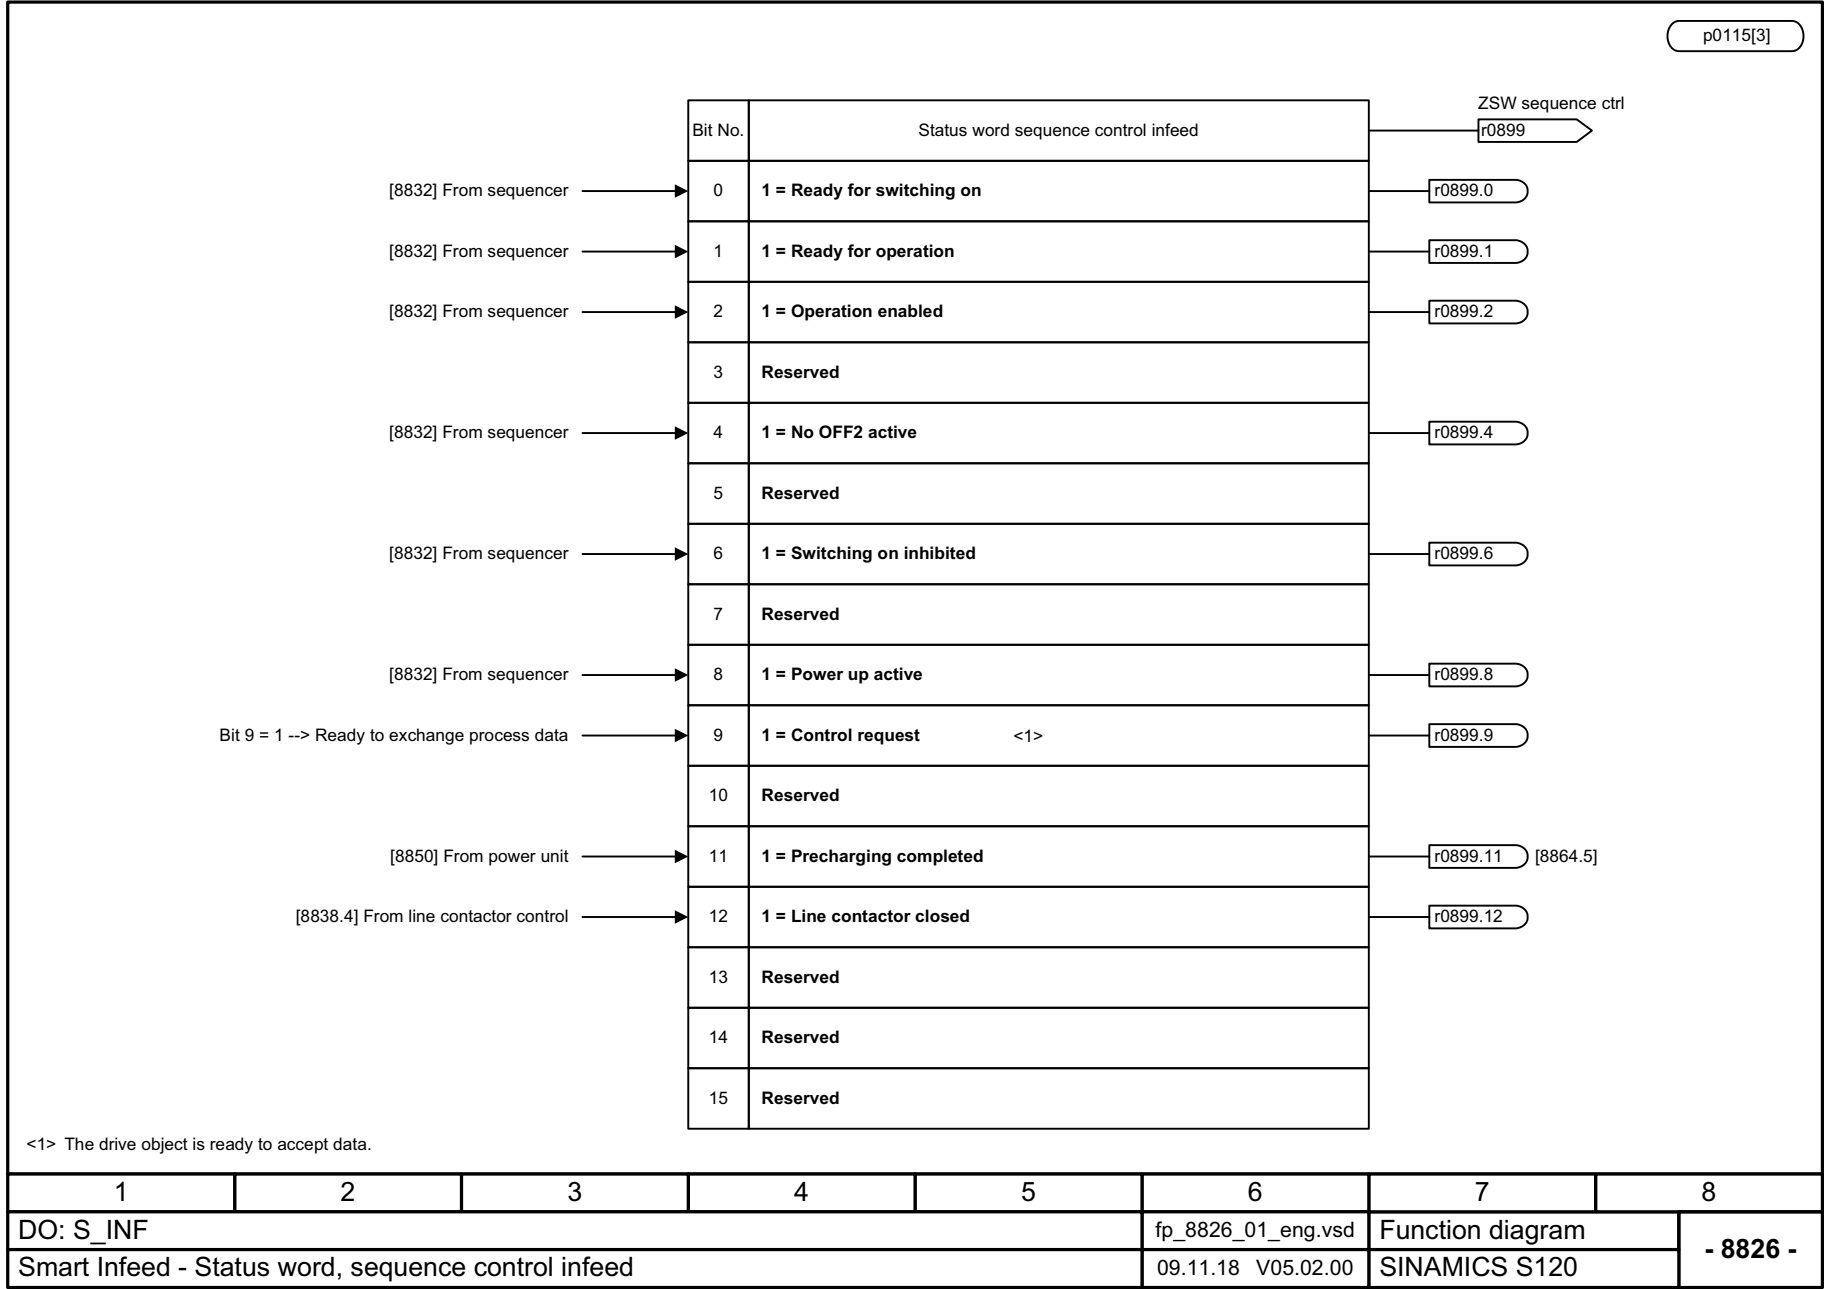 p0115[3]
ZSW sequence ctrl
Bit No. Status word sequence control infeed r0899
[8832] From sequencer 0 1 = Ready for switching on r0899.0
[8832] From sequencer 1 1 = Ready for operation r0899.1
[8832] From sequencer 2 1 = Operation enabled r0899.2
3 Reserved
[8832] From sequencer 4 1 = No OFF2 active r0899.4
5 Reserved
[8832] From sequencer 6 1 = Switching on inhibited r0899.6
7 Reserved
[8832] From sequencer 8 1 = Power up active r0899.8
Bit 9 = 1 --> Ready to exchange process data 9 1 = Control request <1> r0899.9
10 Reserved
[8850] From power unit 11 1 = Precharging completed r0899.11 [8864.5]
[8838.4] From line contactor control 12 1 = Line contactor closed r0899.12
13 Reserved
14 Reserved
15 Reserved
<1> The drive object is ready to accept data.
1 2 3 4 5 6 7 8
DO: S_INF fp_8826_01_eng.vsd Function diagram
- 8826 -
Smart Infeed - Status word, sequence control infeed 09.11.18 V05.02.00 SINAMICS S120